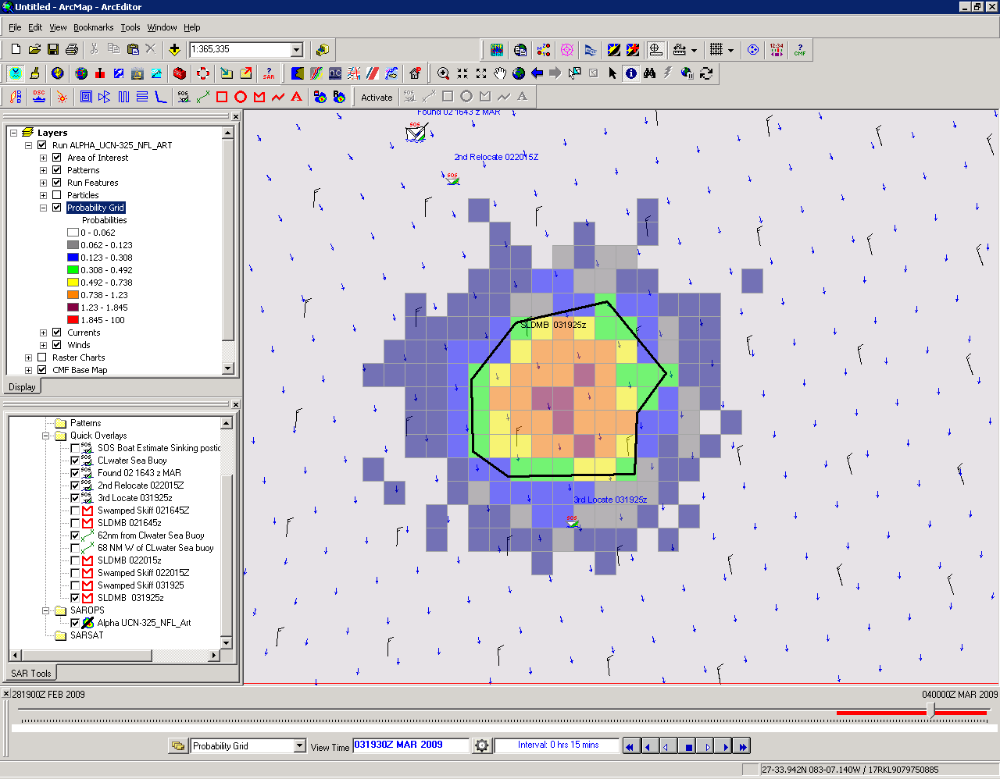 Untitled - ArcMap - ArcEditor
File Edit View Bookmarks Tools Window Help
1:365,335
Activate
Layers
Run ALPHA_UCN-325_NFL_ART
Area of Interest
Patterns
Run Features
Particles
Probability Grid
Probabilities
0 - 0.062
0.062 - 0.123
0.123 - 0.308
0.308 - 0.492
0.492 - 0.738
0.738 - 1.23
1.23 - 1.845
1.845 - 100
Currents
Winds
Raster Charts
CMF Base Map
Display
Patterns
Quick Overlays
SOS Boat Estimate Sinking postic
CLwater Sea Buoy
Found 02 1643 z MAR
2nd Relocate 022015Z
3rd Locate 031925z
Swamped Skiff 021645Z
SLDMB 021645z
62nm from Clwater Sea Buoy
68 NM W of CLwater Sea buoy
SLDMB 022015z
Swamped Skiff 022015Z
Swamped Skiff 031925
SLDMB 031925z
SAROPS
Alpha UCN-325_NFL_Art
SARSAT
SAR Tools
Found 02 1643 z MAR
SOS
2nd Relocate 022015Z
SOS
SLDMB 031925z
3rd Locate 031925z
SOS
281900Z FEB 2009
040000Z MAR 2009
Probability Grid
View Time
031930Z MAR 2009
Interval: 0 hrs 15 mins
27-33.942N 083-07.140W / 17RKL9079750885